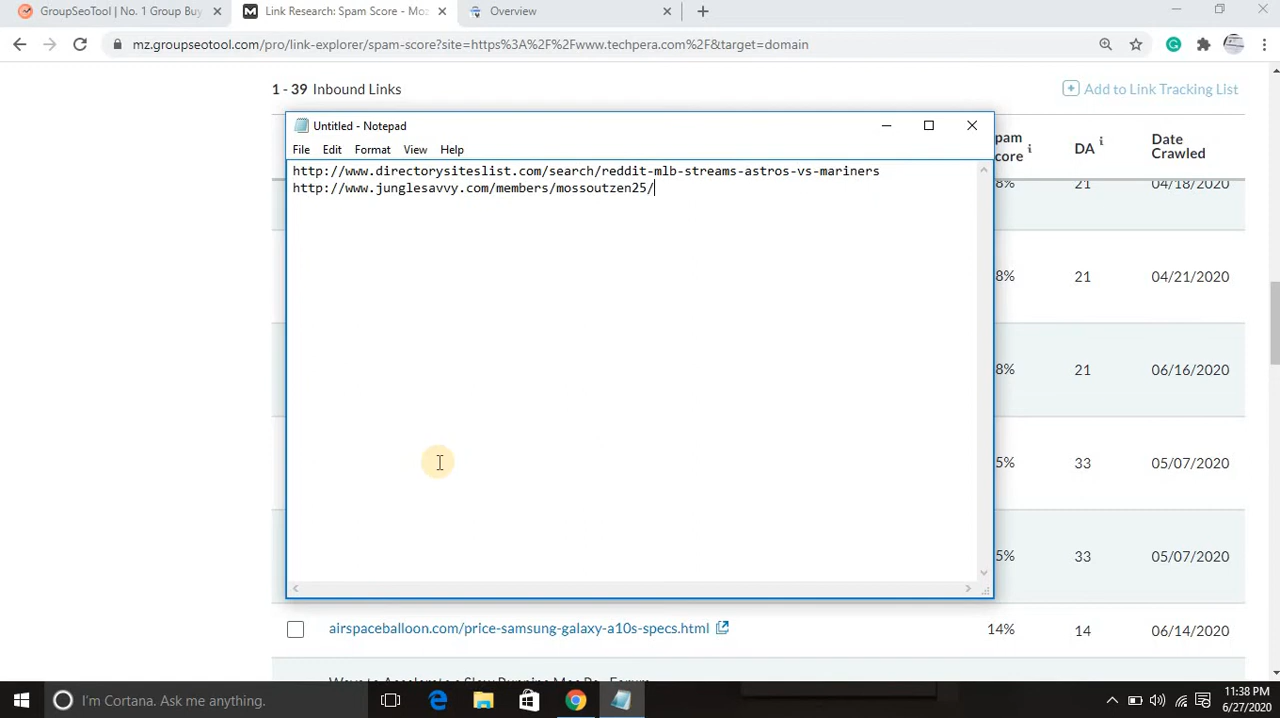 GroupSeoTool | No. 1 Group Buy
Link Research: Spam Score - Mo
Overview
mz.groupseotool.com/pro/link-explorer/spam-score?site=https%3A%2F%2Fwww.techpera.com%2F&target=domain
1 - 39 Inbound Links
Add to Link Tracking List
Untitled - Notepad
File Edit Format View Help
http://www.directorysiteslist.com/search/reddit-mlb-streams-astros-vs-mariners
http://www.junglesavvy.com/members/mossoutzen25/
pam
core
DA
Date
Crawled
8% 21 04/18/2020
8% 21 04/21/2020
8% 21 06/16/2020
5% 33 05/07/2020
5% 33 05/07/2020
airspaceballoon.com/price-samsung-galaxy-a10s-specs.html 14% 14 06/14/2020
I'm Cortana. Ask me anything.
11:38 PM
6/27/2020